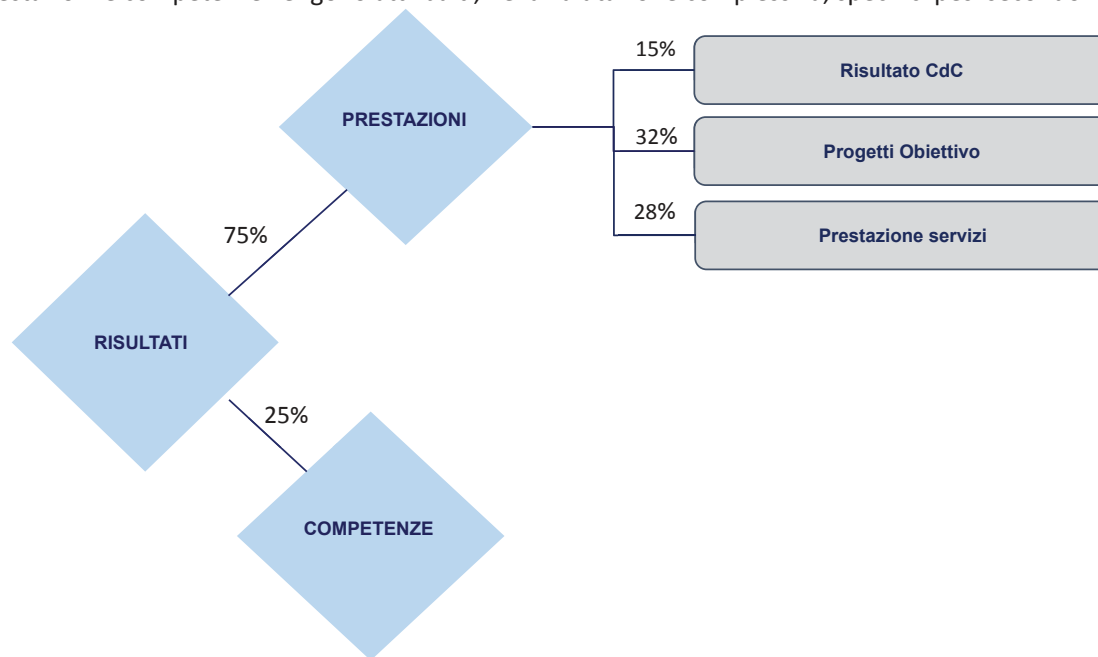 15%
Risultato CdC
PRESTAZIONI
32%
Progetti Obiettivo
28%
Prestazione servizi
75%
RISULTATI
25%
COMPETENZE